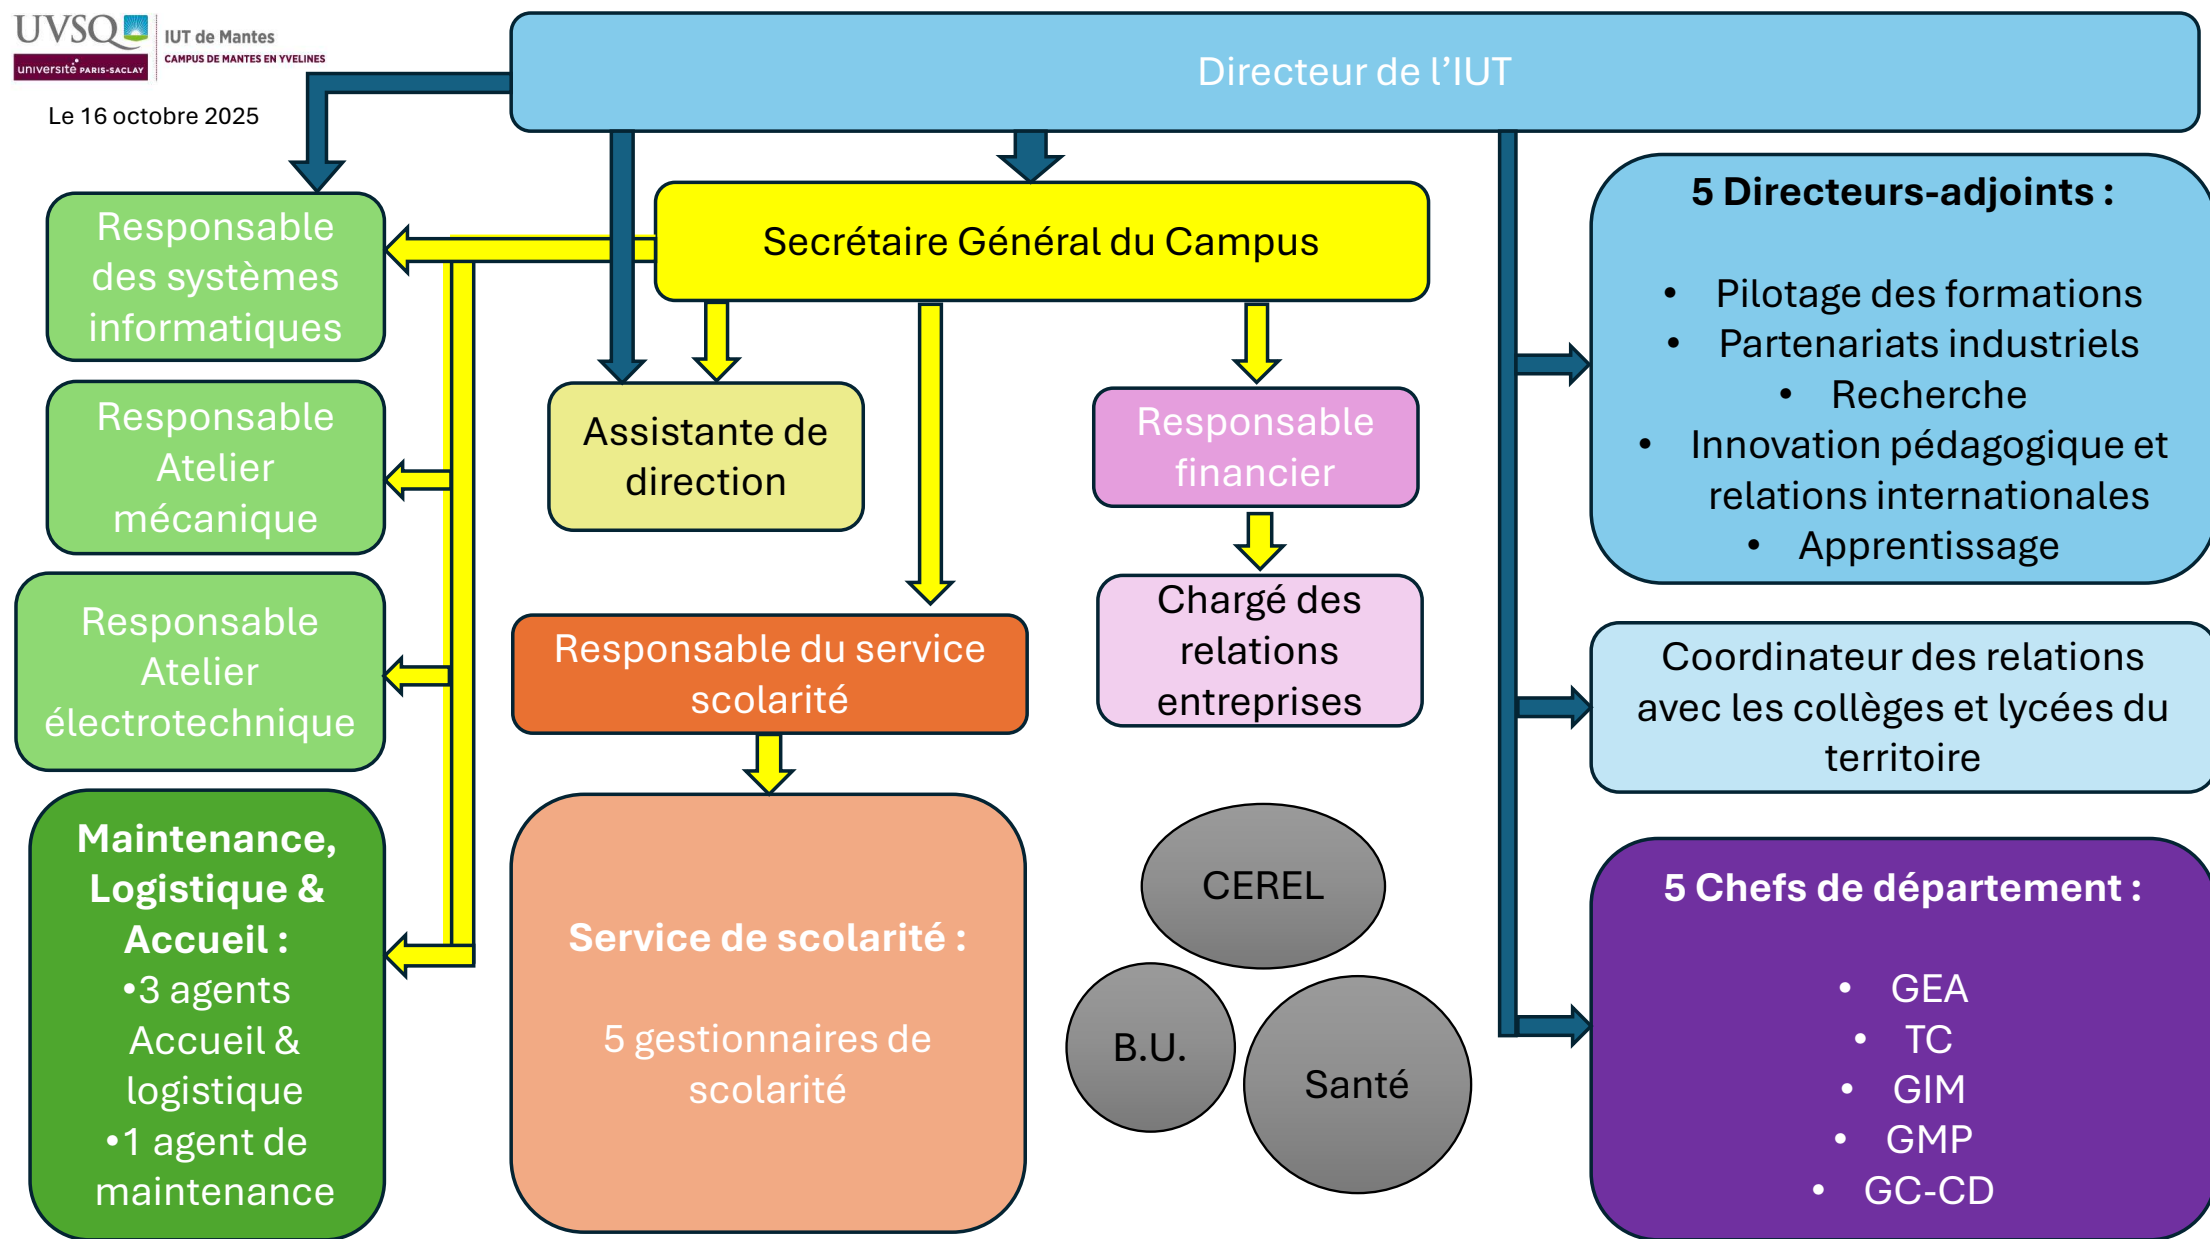 UVSQ
université PARIS-SACLAY
IUT de Mantes
CAMPUS DE MANTES EN YVELINES
Le 16 octobre 2025
Directeur de l’IUT
Secrétaire Général du Campus
Responsable
des systèmes
informatiques
Responsable
Atelier
mécanique
Responsable
Atelier
électrotechnique
Maintenance,
Logistique &
Accueil :
•3 agents
Accueil &
logistique
•1 agent de
maintenance
Assistante de
direction
Responsable du service
scolarité
Service de scolarité :
5 gestionnaires de
scolarité
Responsable
financier
Chargé des
relations
entreprises
CEREL
B.U.
Santé
5 Directeurs-adjoints :
• Pilotage des formations
• Partenariats industriels
• Recherche
• Innovation pédagogique et
relations internationales
• Apprentissage
Coordinateur des relations
avec les collèges et lycées du
territoire
5 Chefs de département :
• GEA
• TC
• GIM
• GMP
• GC-CD